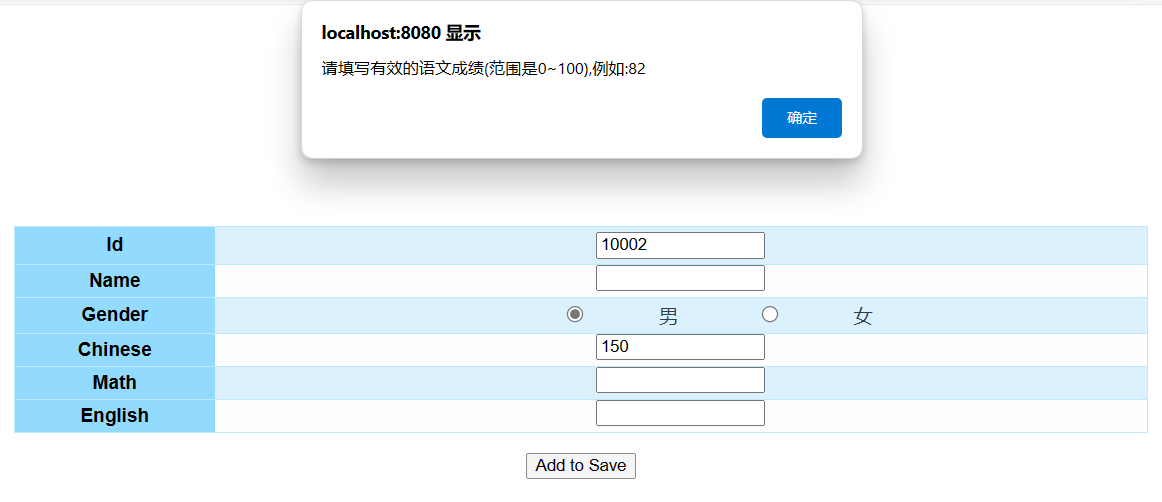 localhost:8080 显示
请填写有效的语文成绩(范围是0~100),例如:82
确定
Id 10002
Name
Gender 男 女
Chinese 150
Math
English
Add to Save